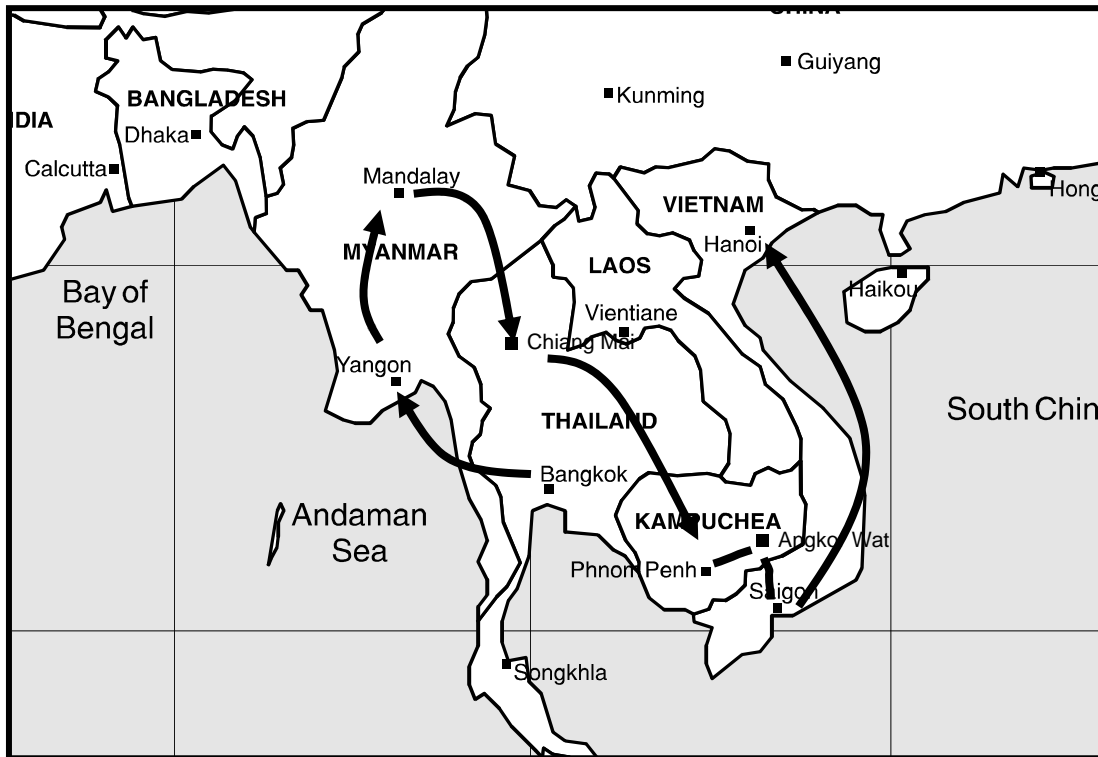 Guiyang
Kunming
BANGLADESH
Dhaka
Calcutta
Mandalay
Hong
VIETNAM
Hanoi
MYANMAR
LAOS
Haikou
Bay of
Bengal
Vientiane
Chiang Mai
Yangon
South Chin
THAILAND
Bangkok
Andaman
Sea
KAMPUCHEA
Angkor Wat
Phnom Penh
Saigon
Songkhla